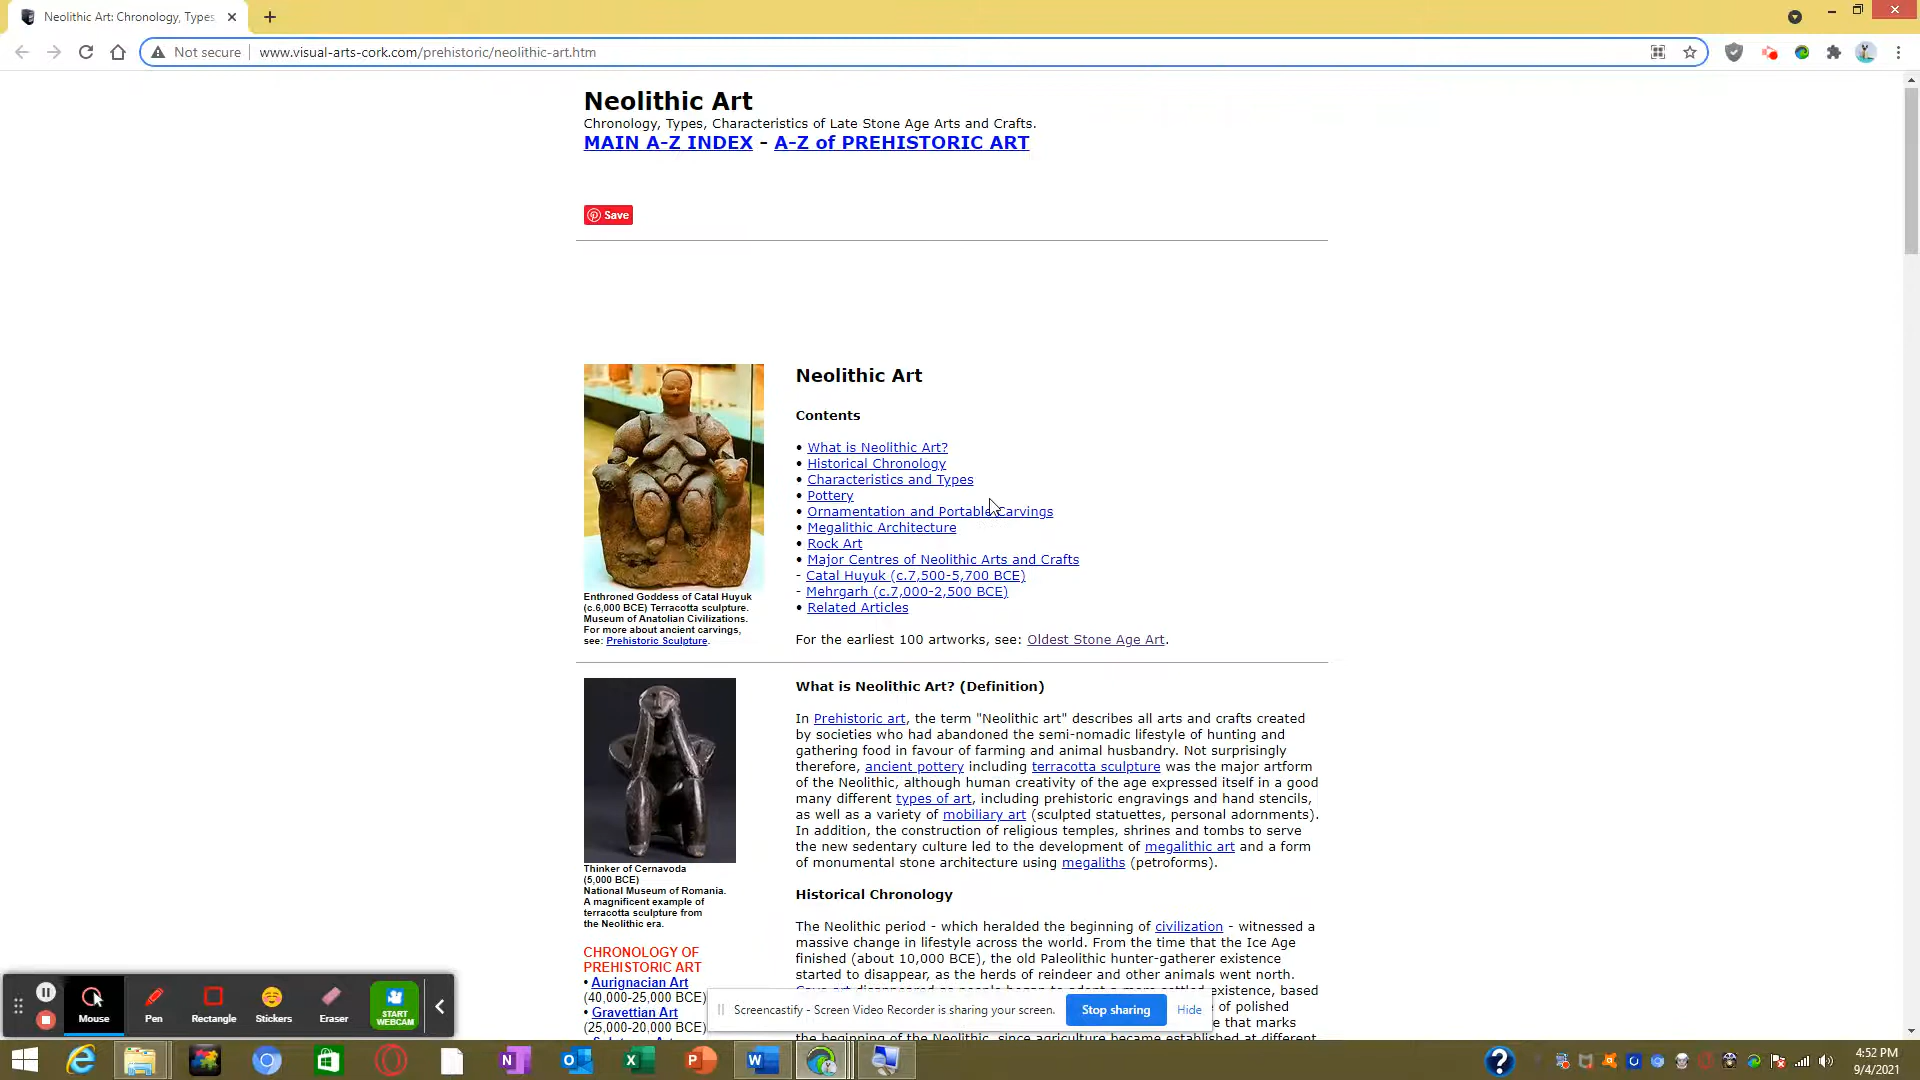 Neolithic Art: Chronology, Types
Not secure
www.visual-arts-cork.com/prehistoric/neolithic-art.htm
Neolithic Art
Chronology, Types, Characteristics of Late Stone Age Arts and Crafts.
MAIN A-Z INDEX - A-Z of PREHISTORIC ART
Save
Neolithic Art
Contents
• What is Neolithic Art?
• Historical Chronology
• Characteristics and Types
• Pottery
• Ornamentation and Portable Carvings
• Megalithic Architecture
• Rock Art
• Major Centres of Neolithic Arts and Crafts
- Catal Huyuk (c.7,500-5,700 BCE)
- Mehrgarh (c.7,000-2,500 BCE)
• Related Articles
For the earliest 100 artworks, see: Oldest Stone Age Art.
Enthroned Goddess of Catal Huyuk
(c.6,000 BCE) Terracotta sculpture.
Museum of Anatolian Civilizations.
For more about ancient carvings,
see: Prehistoric Sculpture.
What is Neolithic Art? (Definition)
In Prehistoric art, the term "Neolithic art" describes all arts and crafts created
by societies who had abandoned the semi-nomadic lifestyle of hunting and
gathering food in favour of farming and animal husbandry. Not surprisingly
therefore, ancient pottery including terracotta sculpture was the major artform
of the Neolithic, although human creativity of the age expressed itself in a good
many different types of art, including prehistoric engravings and hand stencils,
as well as a variety of mobiliary art (sculpted statuettes, personal adornments).
In addition, the construction of religious temples, shrines and tombs to serve
the new sedentary culture led to the development of megalithic art and a form
of monumental stone architecture using megaliths (petroforms).
Historical Chronology
The Neolithic period - which heralded the beginning of civilization - witnessed a
massive change in lifestyle across the world. From the time that the Ice Age
finished (about 10,000 BCE), the old Paleolithic hunter-gatherer existence
started to disappear, as the herds of reindeer and other animals went north.
existence, based
e of polished
e that marks
the beginning of the Neolithic, since agriculture became established at different
Thinker of Cernavoda
(5,000 BCE)
National Museum of Romania.
A magnificent example of
terracotta sculpture from
the Neolithic era.
CHRONOLOGY OF
PREHISTORIC ART
• Aurignacian Art
(40,000-25,000 BCE)
• Gravettian Art
(25,000-20,000 BCE)
Mouse
Pen
Rectangle
Stickers
Eraser
START
WEBCAM
Screencastify - Screen Video Recorder is sharing your screen.
Stop sharing
Hide
4:52 PM
9/4/2021